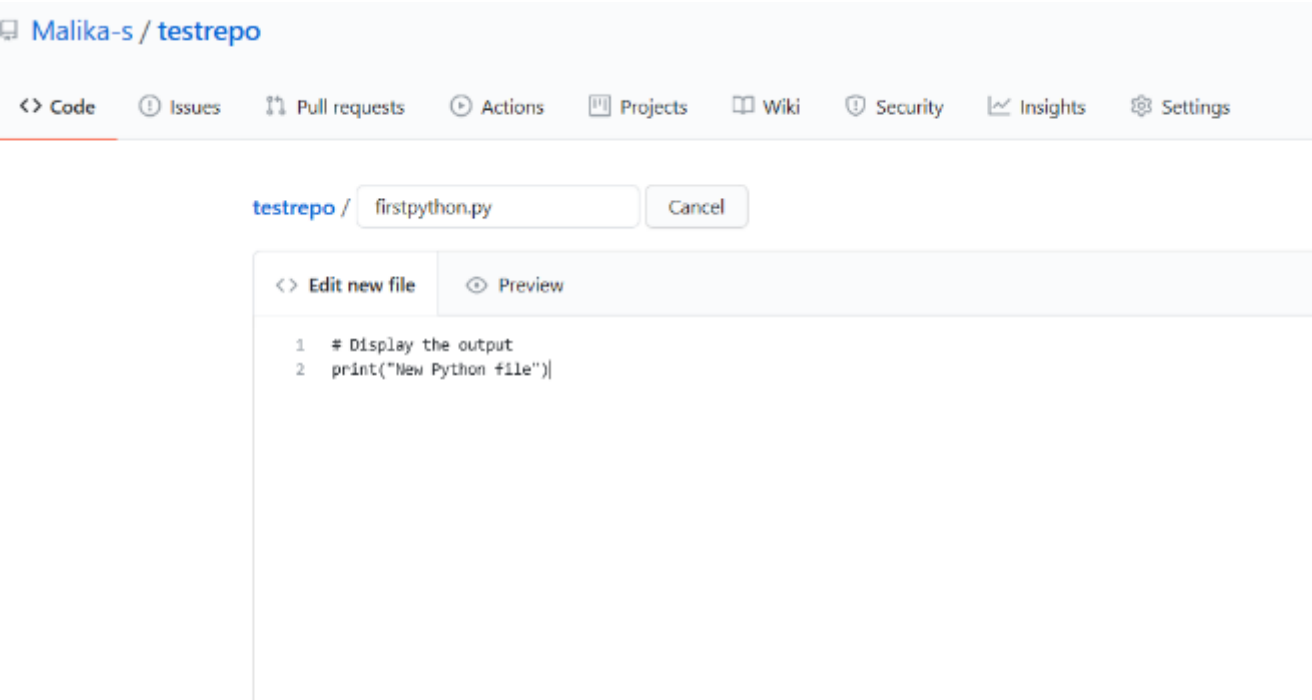 Malika-s / testrepo
<> Code Issues Pull requests Actions Projects Wiki Security Insights Settings
testrepo / firstpython.py Cancel
<> Edit new file Preview
1 # Display the output
2 print("New Python file")